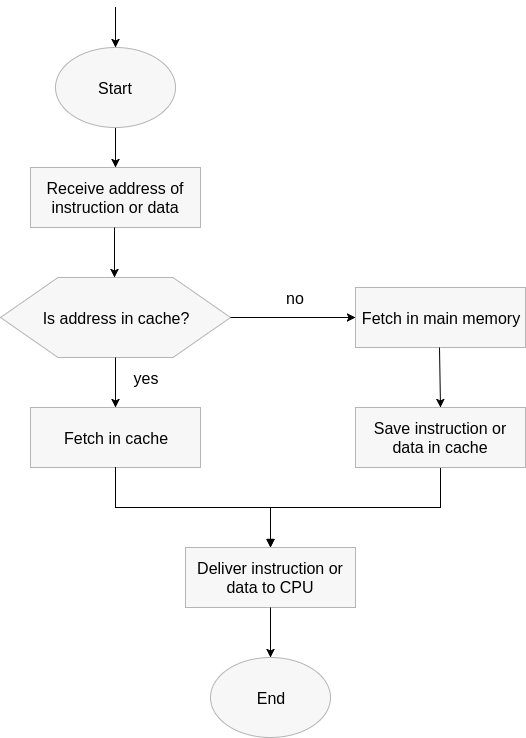 Start
Receive address of
instruction or data
Is address in cache?
no
Fetch in main memory
yes
Fetch in cache
Save instruction or
data in cache
Deliver instruction or
data to CPU
End